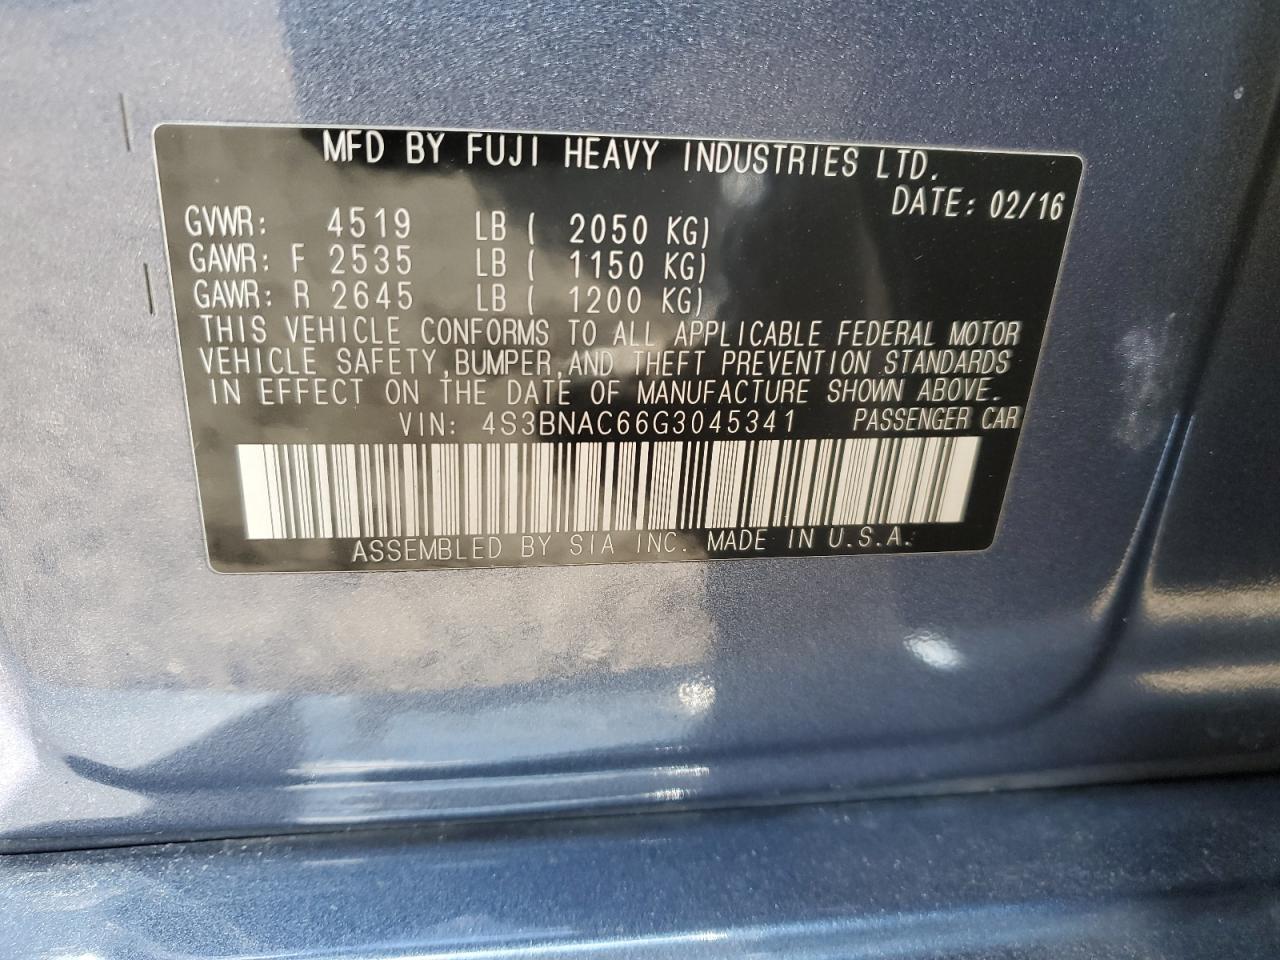 MFD BY FUJI HEAVY INDUSTRIES LTD.
DATE: 02/16
GVWR: 4519 LB ( 2050 KG)
GAWR: F 2535 LB ( 1150 KG)
GAWR: R 2645 LB ( 1200 KG)
THIS VEHICLE CONFORMS TO ALL APPLICABLE FEDERAL MOTOR
VEHICLE SAFETY,BUMPER,AND THEFT PREVENTION STANDARDS
IN EFFECT ON THE DATE OF MANUFACTURE SHOWN ABOVE.
VIN: 4S3BNAC66G3045341 PASSENGER CAR
ASSEMBLED BY SIA INC. MADE IN U.S.A.